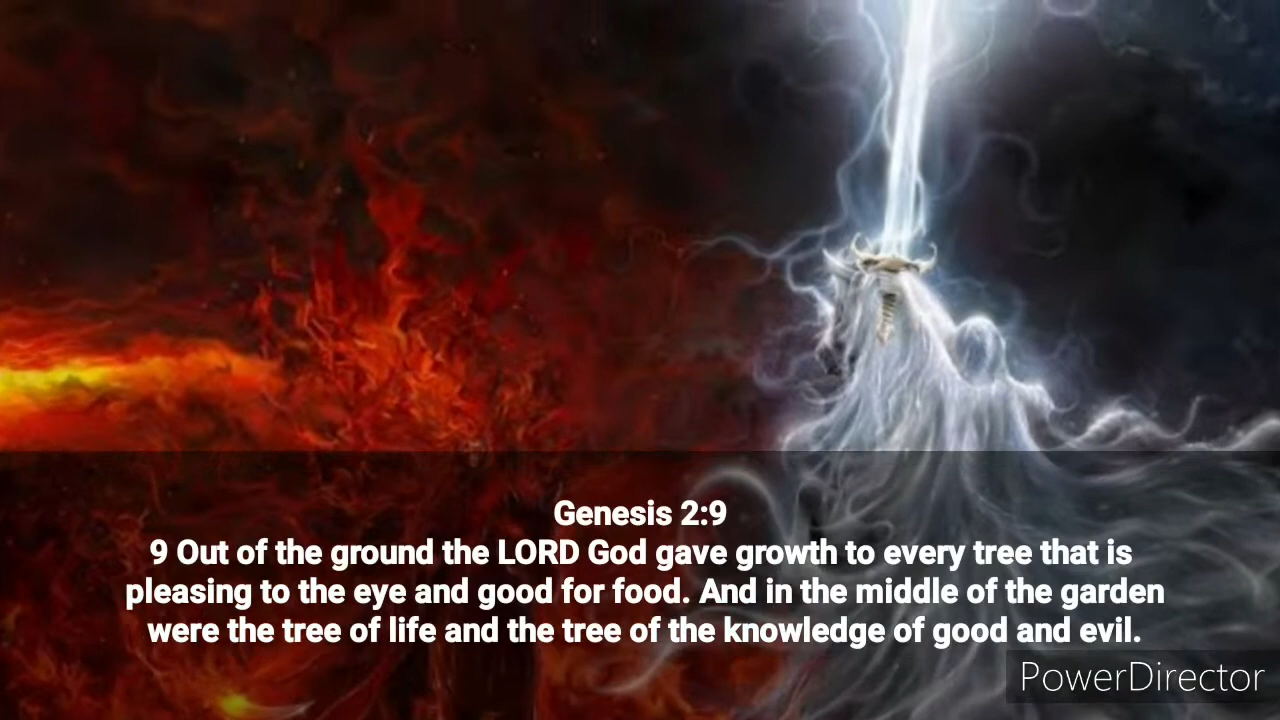 Genesis 2:9
9 Out of the ground the LORD God gave growth to every tree that is
pleasing to the eye and good for food. And in the middle of the garden
were the tree of life and the tree of the knowledge of good and evil.
PowerDirector